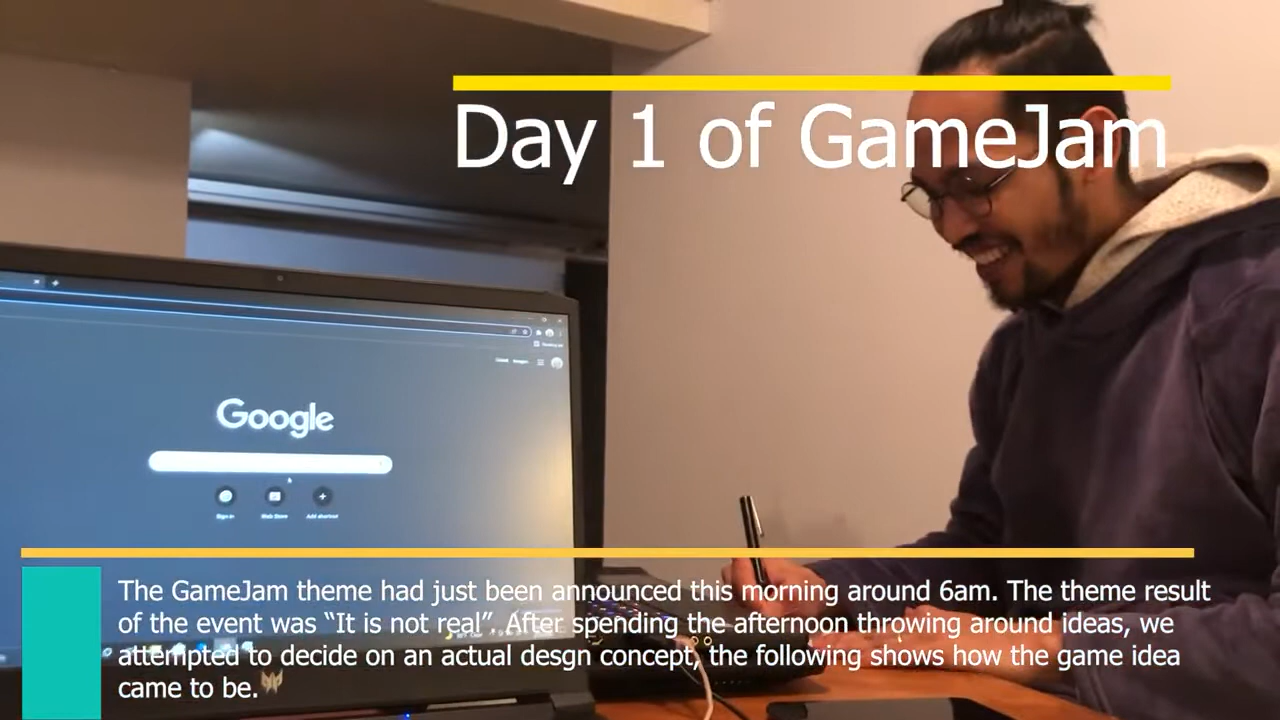 Day 1 of GameJam
Google
Add shortcut
The GameJam theme had just been announced this morning around 6am. The theme result
of the event was “It is not real”. After spending the afternoon throwing around ideas, we
attempted to decide on an actual desgn concept, the following shows how the game idea
came to be.